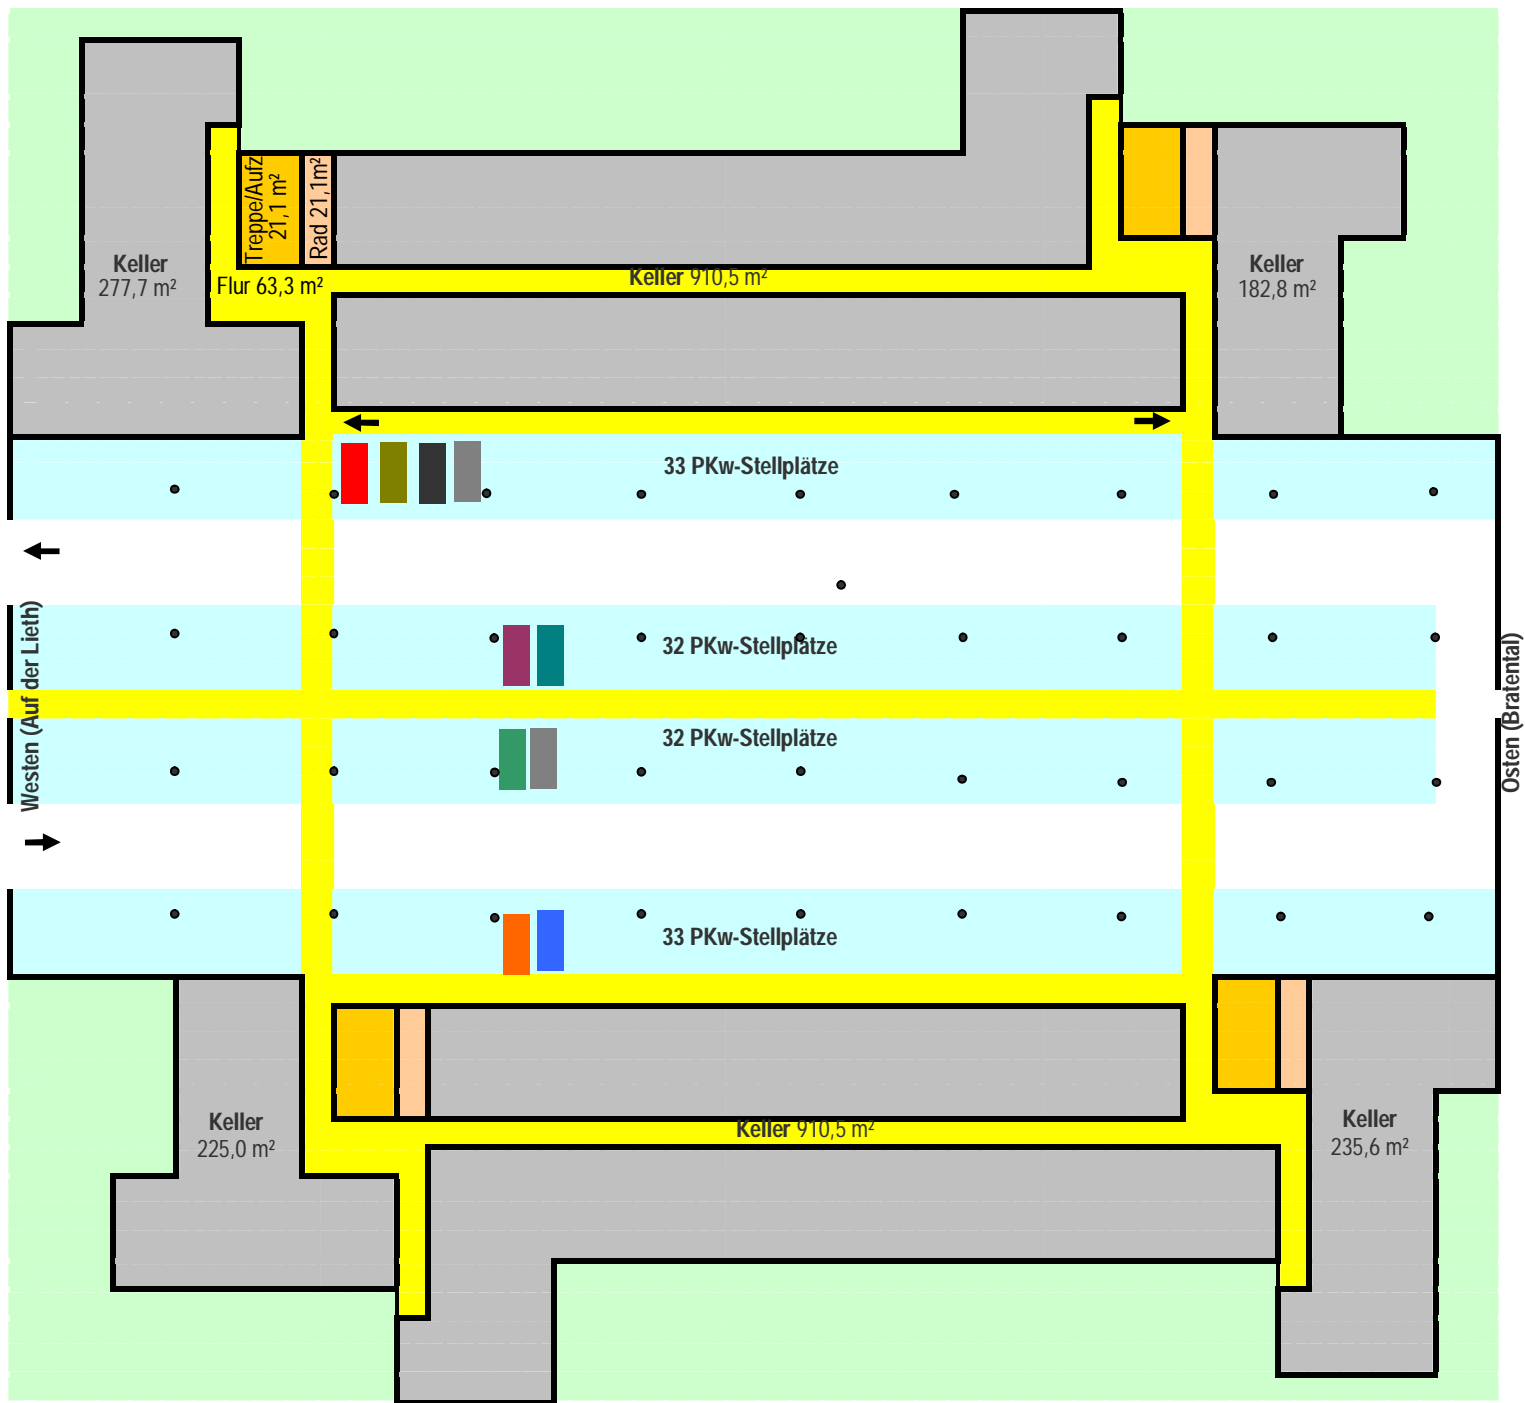 Treppe/Aufz
21,1 m²
Rad 21,1m²
Keller
277,7 m²
Flur 63,3 m²
Keller 910,5 m²
Keller
182,8 m²
33 PKw-Stellplätze
32 PKw-Stellplätze
Westen (Auf der Lieth)
Osten (Bratental)
32 PKw-Stellplätze
33 PKw-Stellplätze
Keller
225,0 m²
Keller 910,5 m²
Keller
235,6 m²